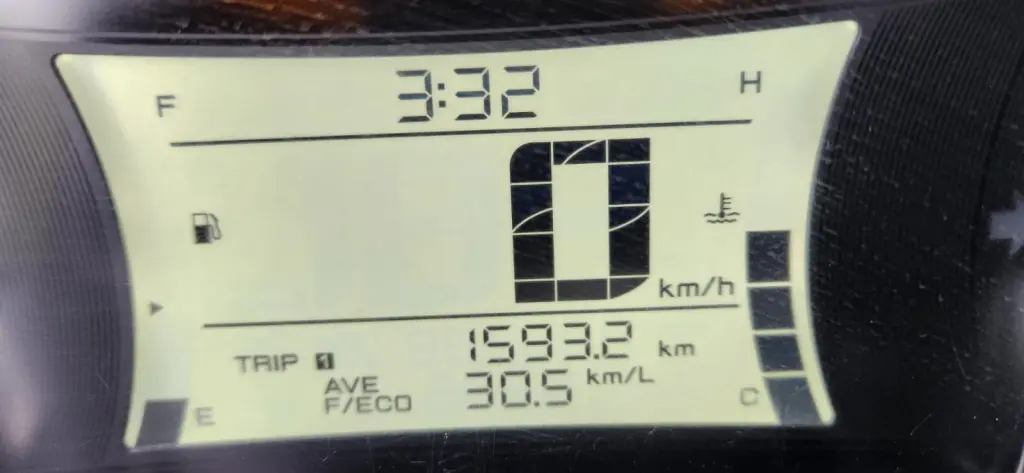 F 3:32 H
0 km/h
TRIP 1 1593.2 km
AVE F/ECO 30.5 km/L
E C